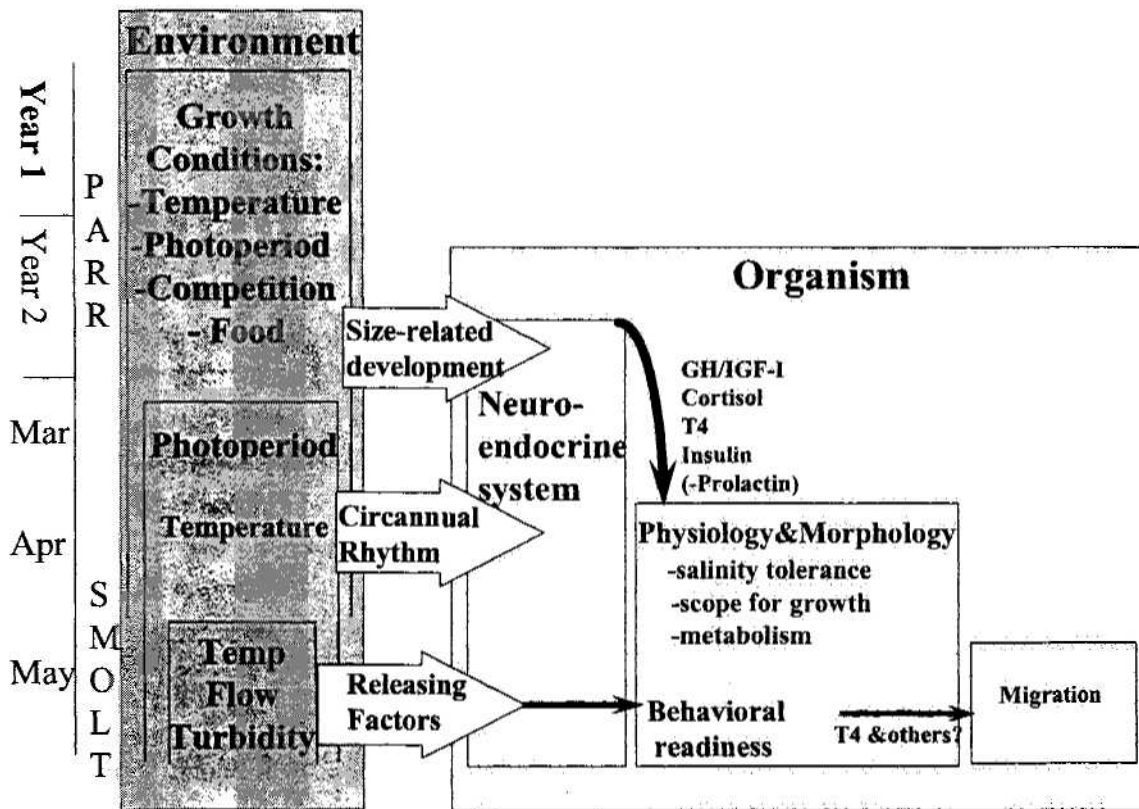 Environment
Year 1
Year 2
Mar
Apr
May
PARR
SMOLT
Growth
Conditions:
-Temperature
-Photoperiod
-Competition
- Food
Photoperiod
Temperature
Temp
Flow
Turbidity
Size-related
development
Circannual
Rhythm
Releasing
Factors
Organism
Neuro-
endocrine
system
GH/IGF-I
Cortisol
T4
Insulin
(-Prolactin)
Physiology&Morphology
-salinity tolerance
-scope for growth
-metabolism
Behavioral
readiness
T4 &others?
Migration